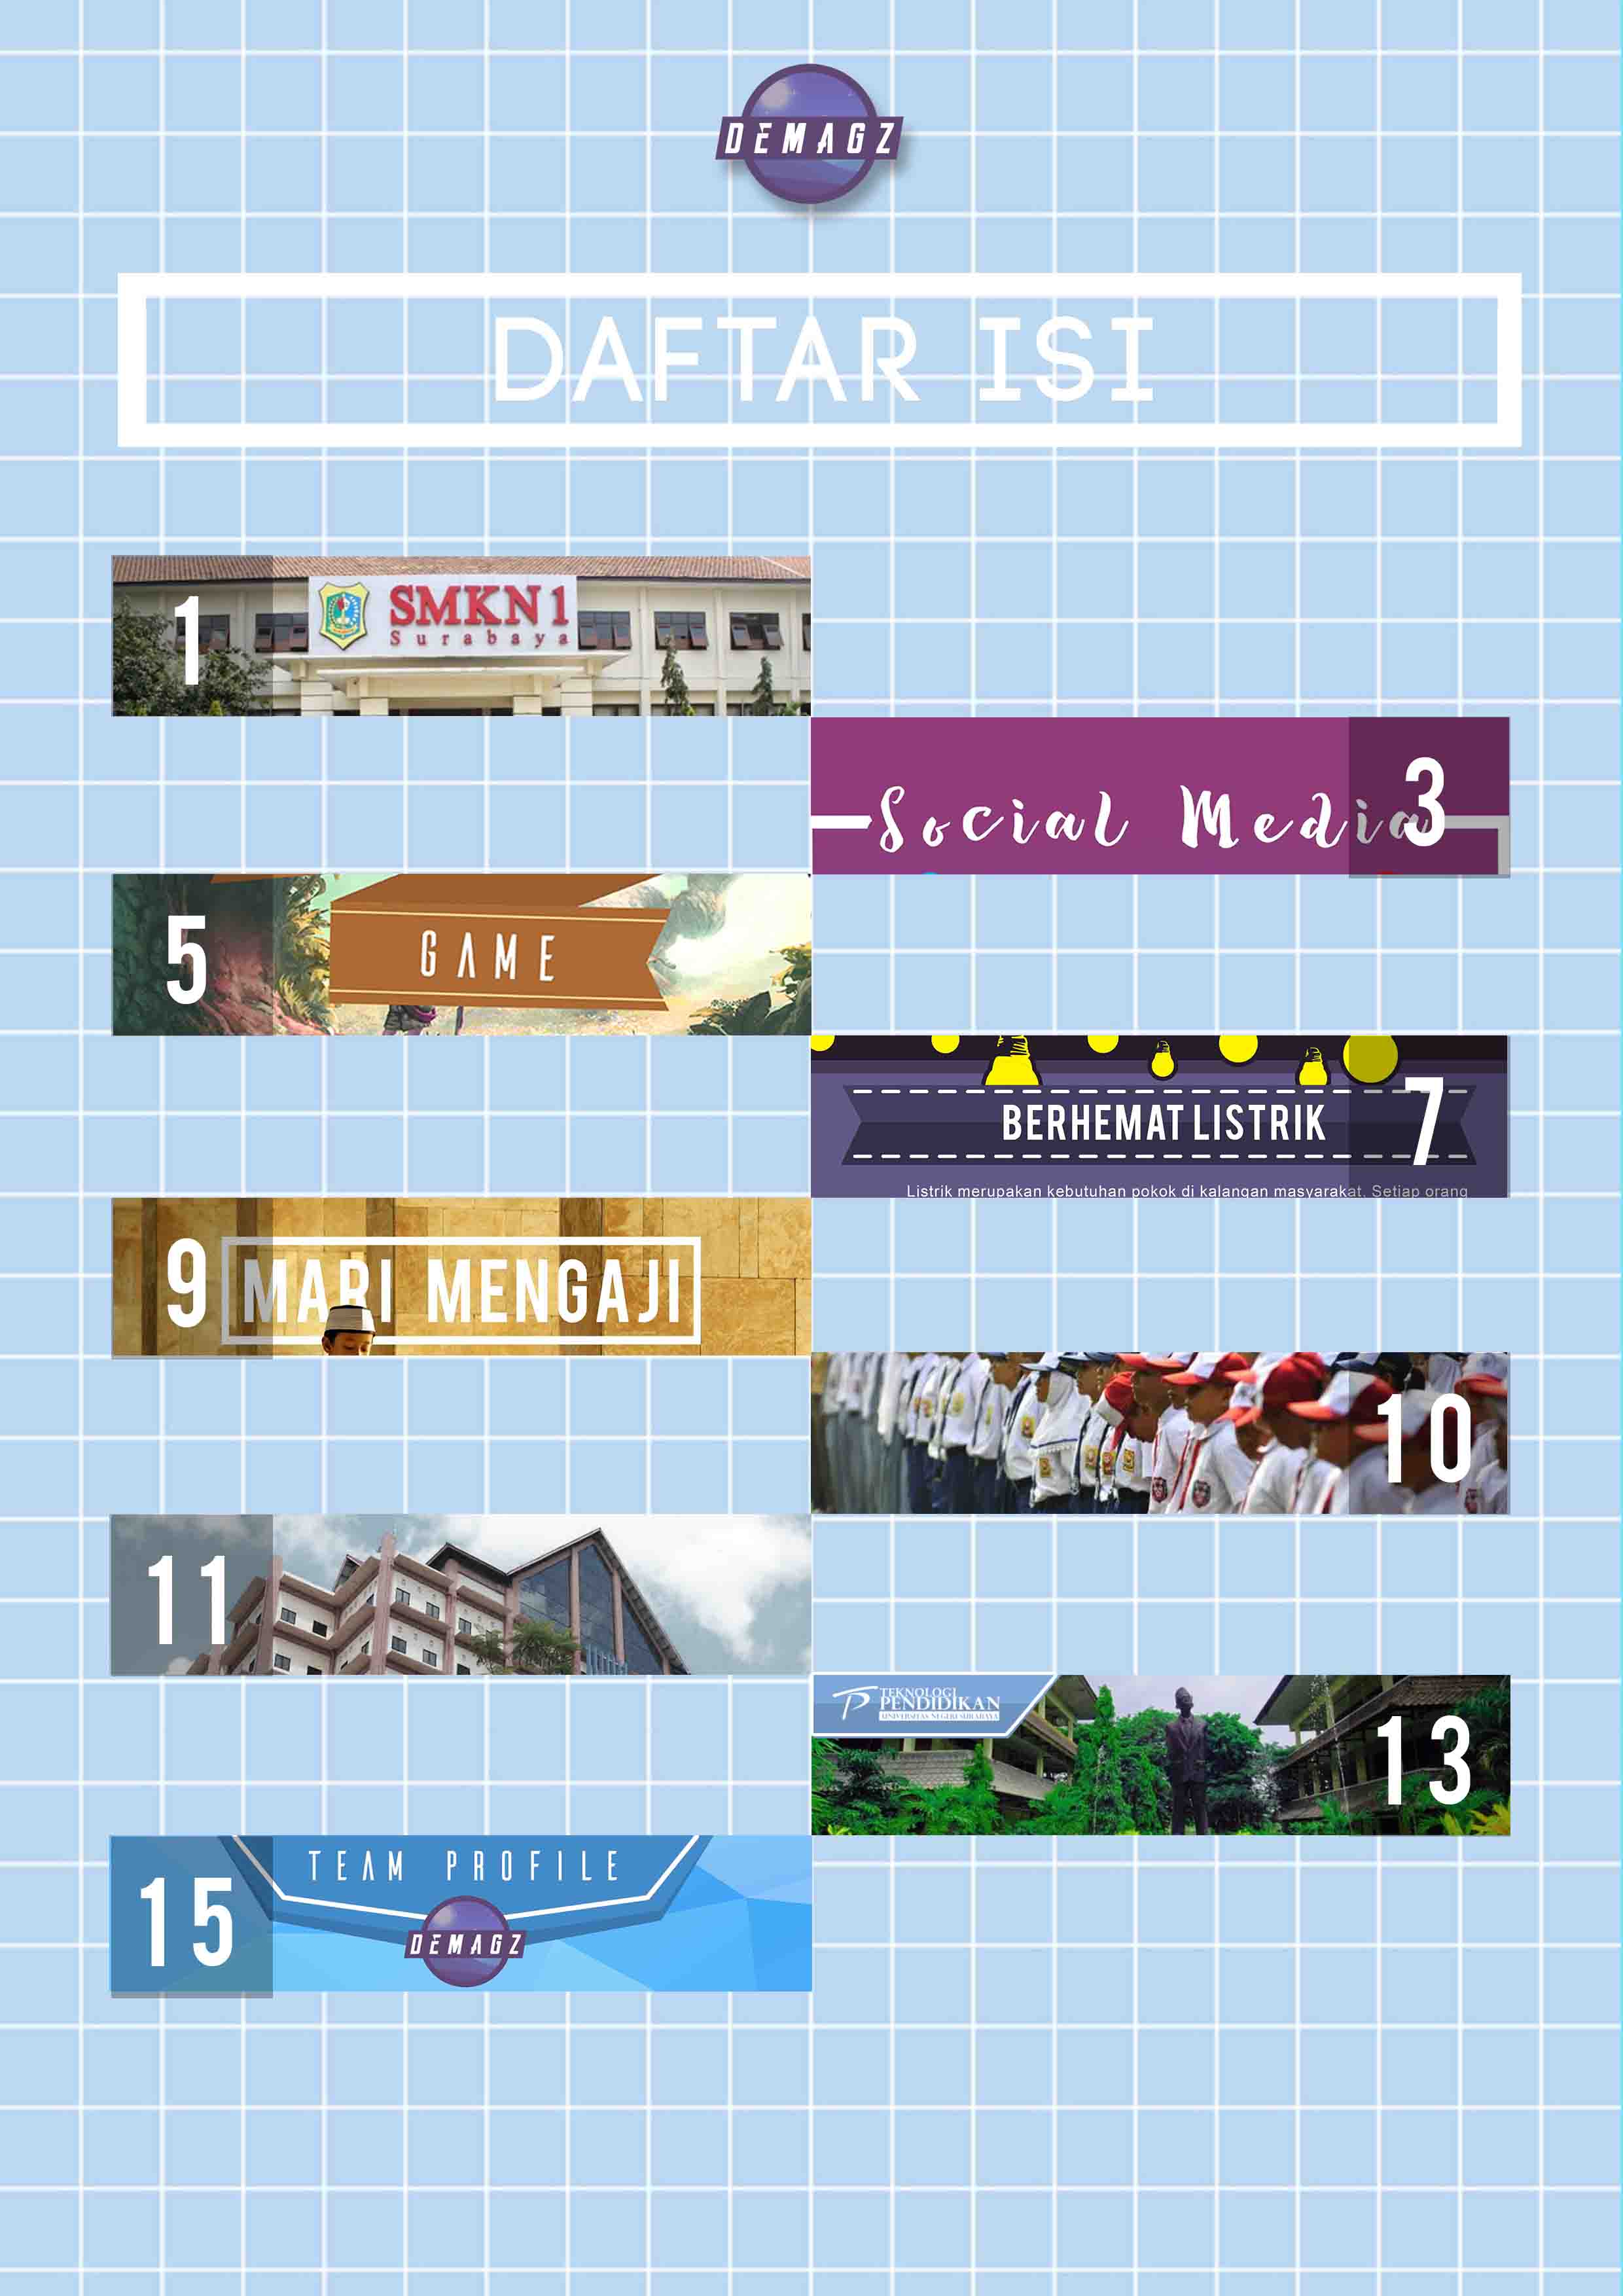 DEMAGZ
DAFTAR ISI
1
SMKN 1
Surabaya
3
Social Media
5
GAME
7
BERHEMAT LISTRIK
Listrik merupakan kebutuhan pokok di kalangan masyarakat. Setiap orang
9
MARI MENGAJI
10
11
TEKNOLOGI
PENDIDIKAN
UNIVERSITAS NEGERI SURABAYA
13
15
TEAM PROFILE
DEMAGZ